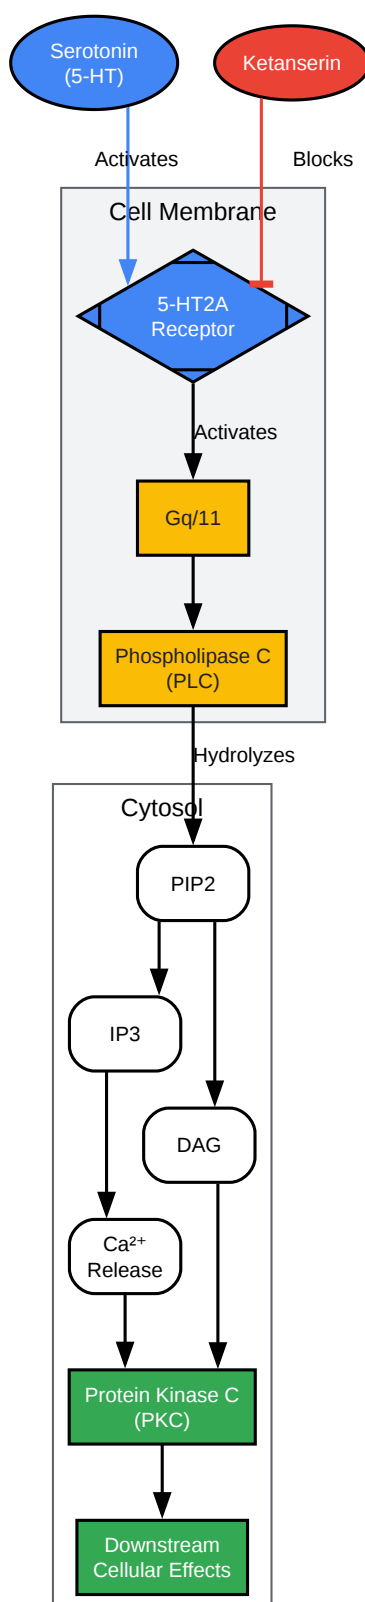 Serotonin
(5-HT)
Ketanserin
Activates
Blocks
Cell Membrane
5-HT2A
Receptor
Activates
Gq/11
Phospholipase C
(PLC)
Hydrolyzes
Cytosol
PIP2
IP3
DAG
Ca²⁺
Release
Protein Kinase C
(PKC)
Downstream
Cellular Effects